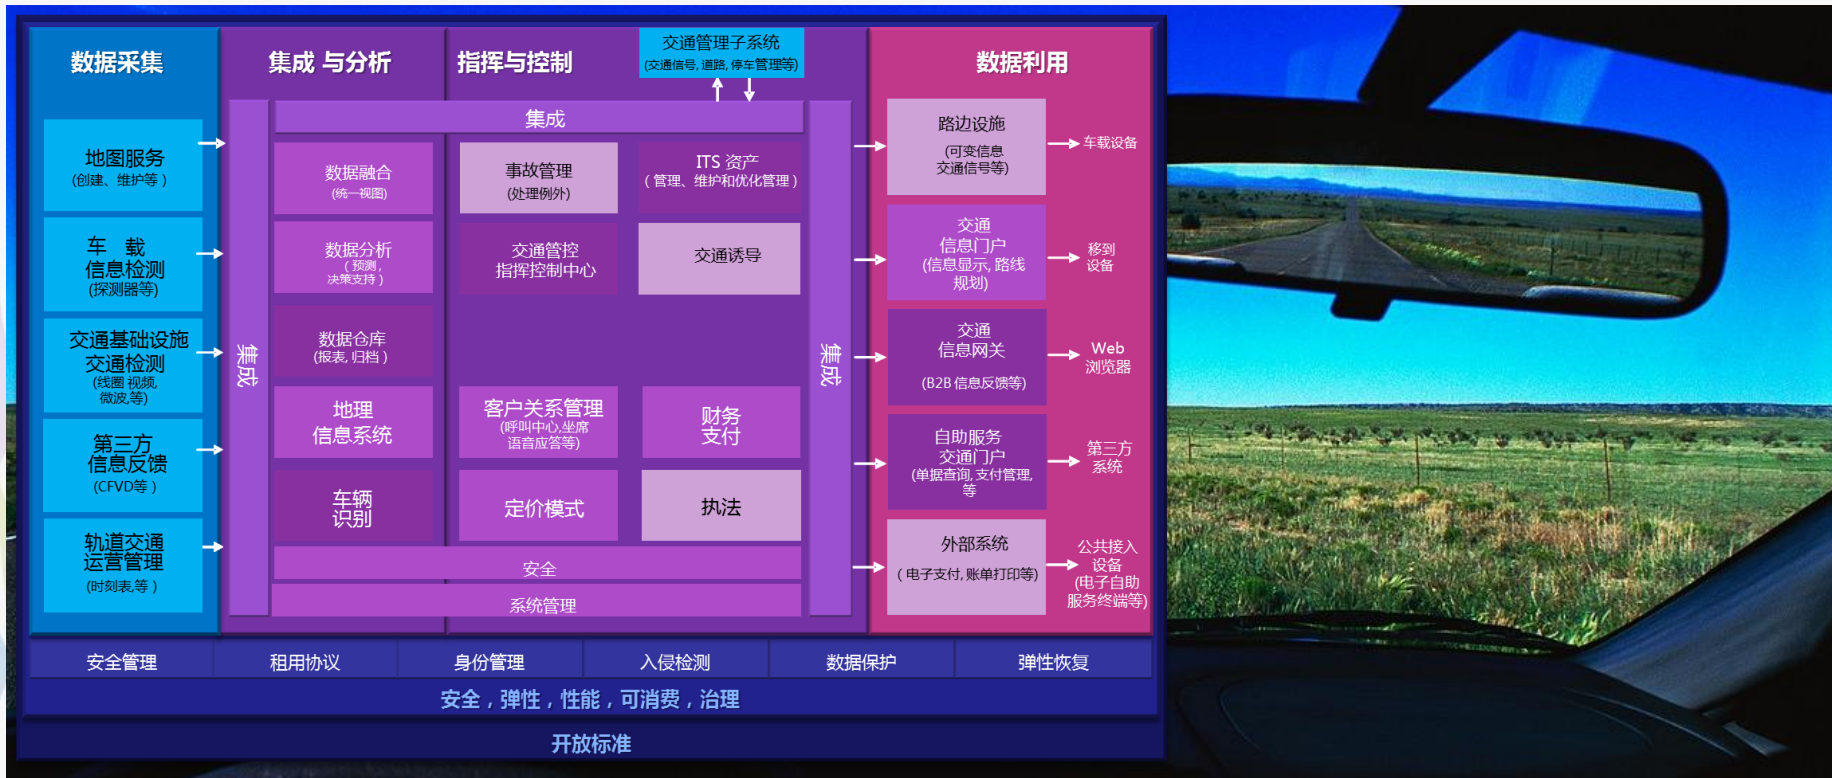 数据采集
集成 与分析
指挥与控制
交通管理子系统
(交通信号, 道路, 停车管理等)
数据利用
地图服务
(创建、维护等 )
车 载
信息检测
(探测器等)
交通基础设施
交通检测
(线圈 视频,
微波,等)
第三方
信息反馈
(CFVD等 )
轨道交通
运营管理
(时刻表,等 )
集成
集成
数据融合
(统一视图)
数据分析
( 预测 ,
决策支持 )
数据仓库
(报表, 归档 )
地理
信息系统
车辆
识别
事故管理
(处理例外)
ITS 资产
( 管理、维护和优化管理 )
交通管控
指挥控制中心
交通诱导
客户关系管理
(呼叫中心,坐席
语音应答等)
财务
支付
定价模式
执法
安全
系统管理
集成
路边设施
(可变信息
交通信号等)
交通
信息门户
(信息显示, 路线
规划)
交通
信息网关
(B2B 信息反馈等)
自助服务
交通门户
(单据查询, 支付管理,
等
外部系统
( 电子支付, 账单打印等)
车载设备
移到
设备
Web
浏览器
第三方
系统
公共接入
设备
(电子自助
服务终端等)
安全管理
租用协议
身份管理
入侵检测
数据保护
弹性恢复
安全 , 弹性 , 性能 , 可消费 , 治理
开放标准